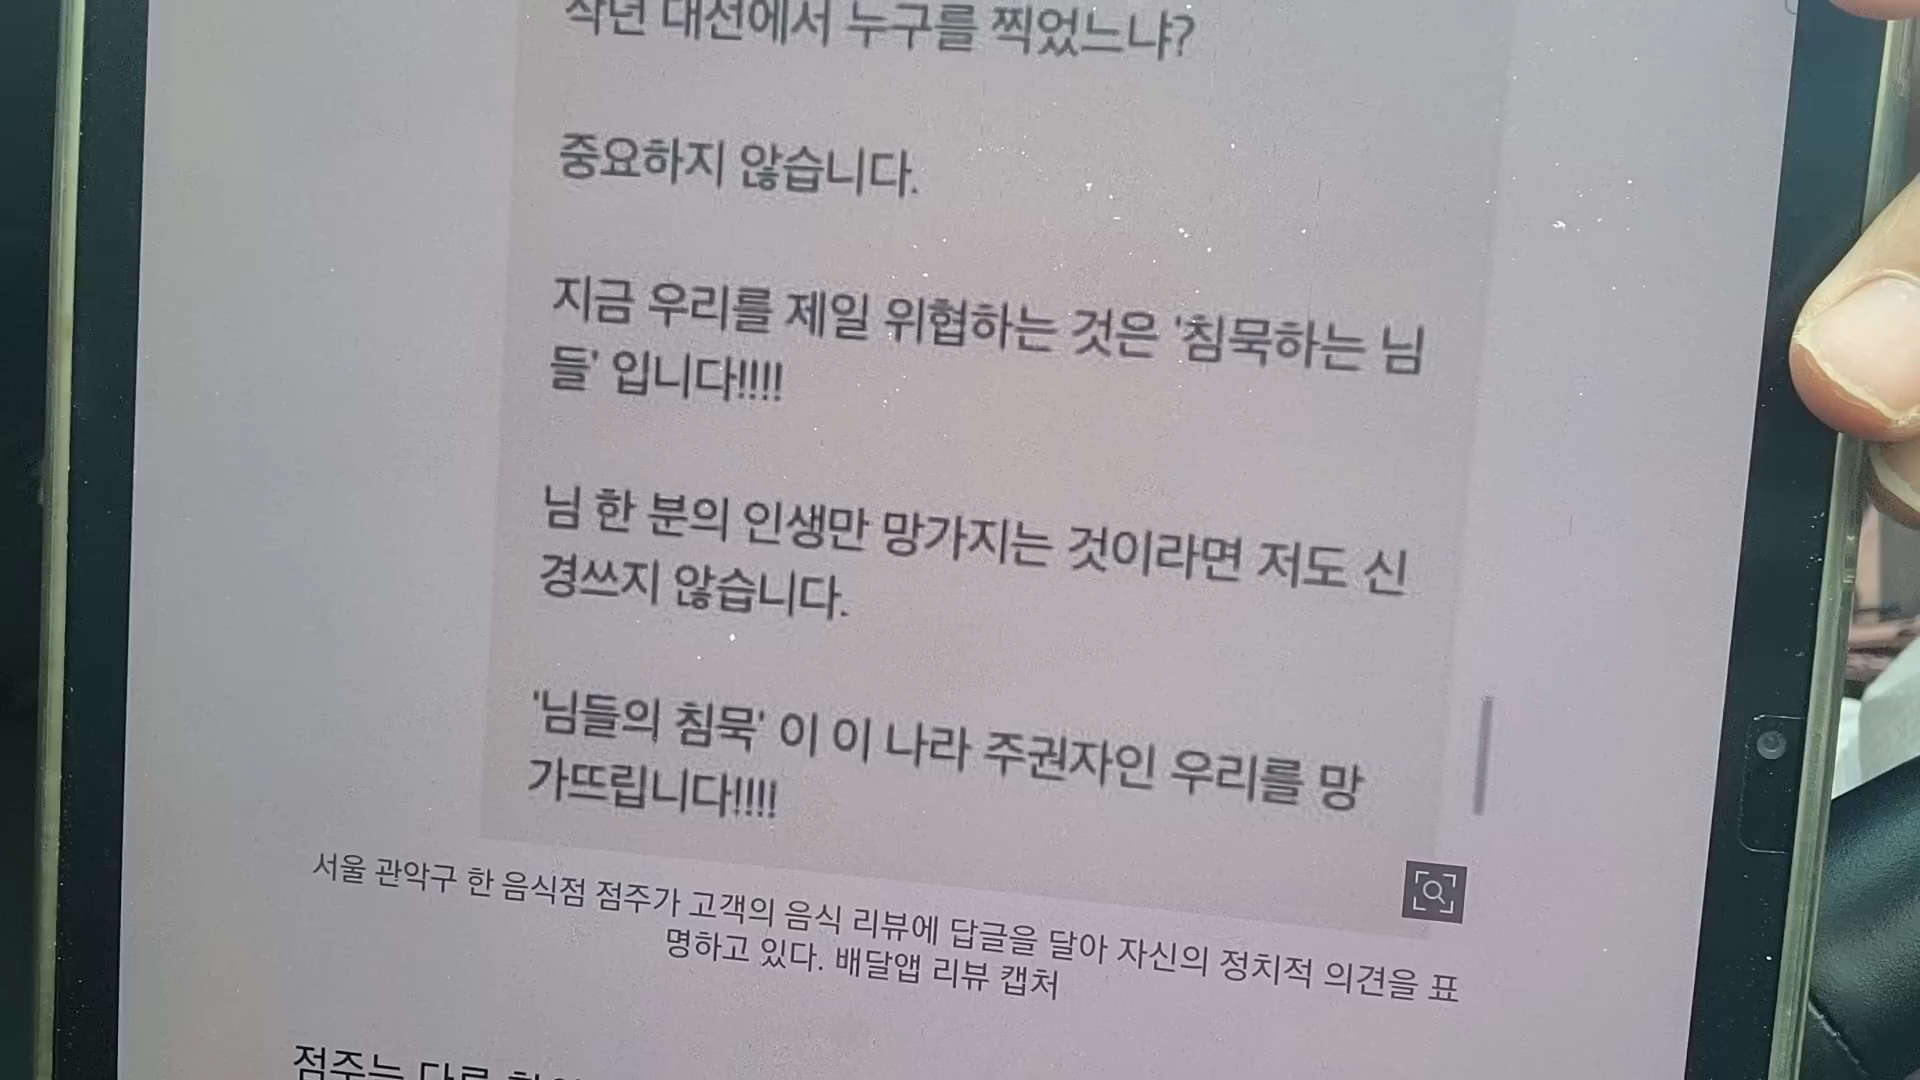 작년 대선에서 누구를 찍었느냐?
중요하지 않습니다.
지금 우리를 제일 위협하는 것은 '침묵하는 님
들' 입니다!!!!
님 한 분의 인생만 망가지는 것이라면 저도 신
경쓰지 않습니다.
'님들의 침묵' 이 이 나라 주권자인 우리를 망
가뜨립니다!!!!
서울 관악구 한 음식점 점주가 고객의 음식 리뷰에 답글을 달아 자신의 정치적 의견을 표
명하고 있다. 배달앱 리뷰 캡처
점주는 다른